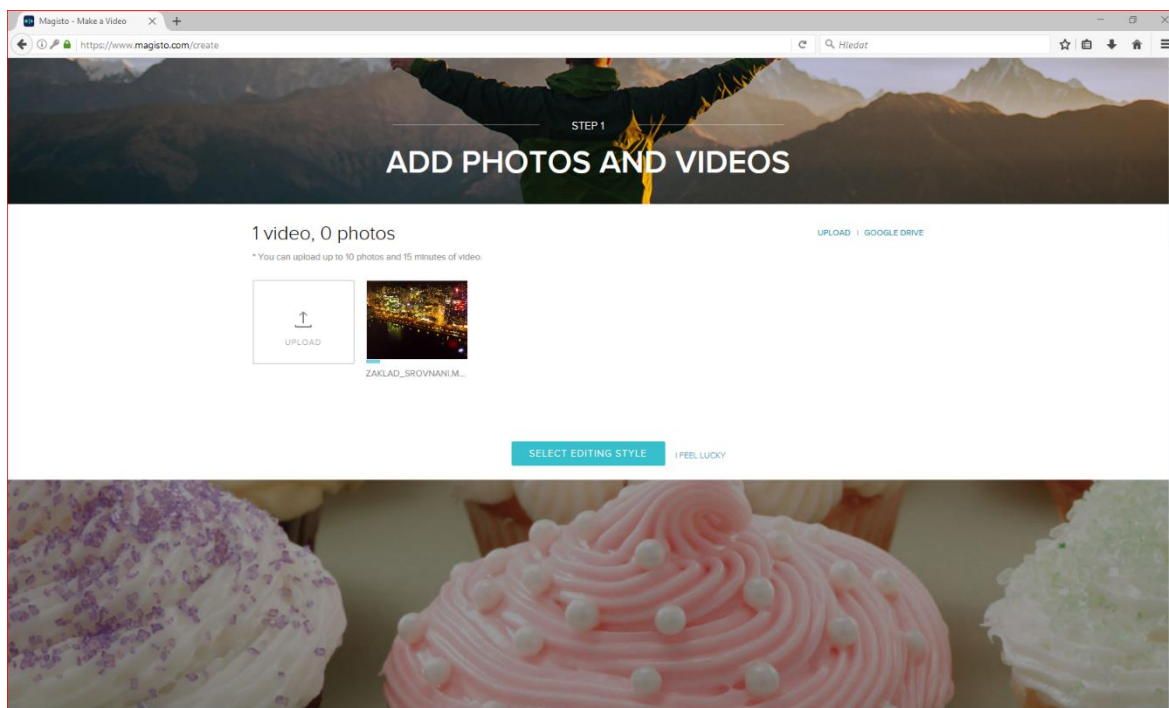 Magisto - Make a Video
https://www.magisto.com/create
Hledat
STEP 1
ADD PHOTOS AND VIDEOS
1 video, 0 photos
UPLOAD | GOOGLE DRIVE
* You can upload up to 10 photos and 15 minutes of video.
UPLOAD
ZAKLAD_SROVNANI.M...
SELECT EDITING STYLE
I FEEL LUCKY